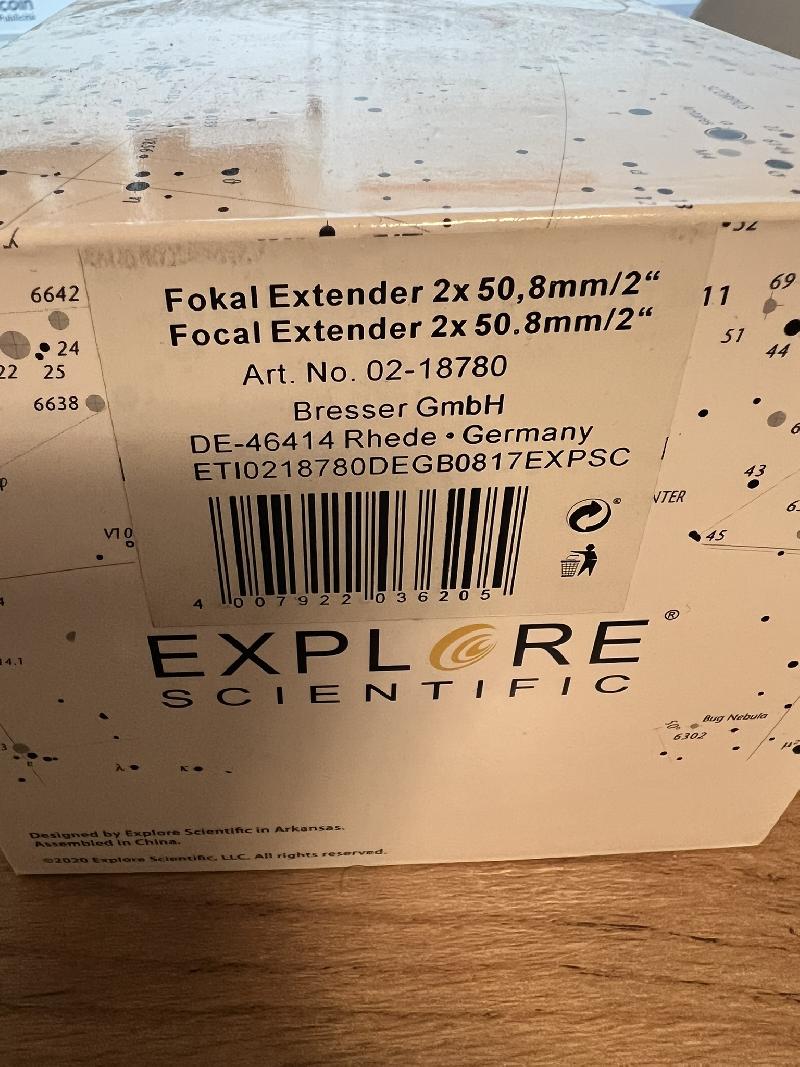 coin
6642
24
22 25
6638
V10
Fokal Extender 2x 50,8mm/2“
Focal Extender 2x 50.8mm/2“
Art. No. 02-18780
Bresser GmbH
DE-46414 Rhede • Germany
ETI0218780DEGB0817EXPSC
4 007922 036205
69
11
51
44
43
45
EXPLORE®
SCIENTIFIC
Bug Nebula
6302
λ κ
Designed by Explore Scientific in Arkansas.
Assembled in China.
©2020 Explore Scientific, LLC. All rights reserved.